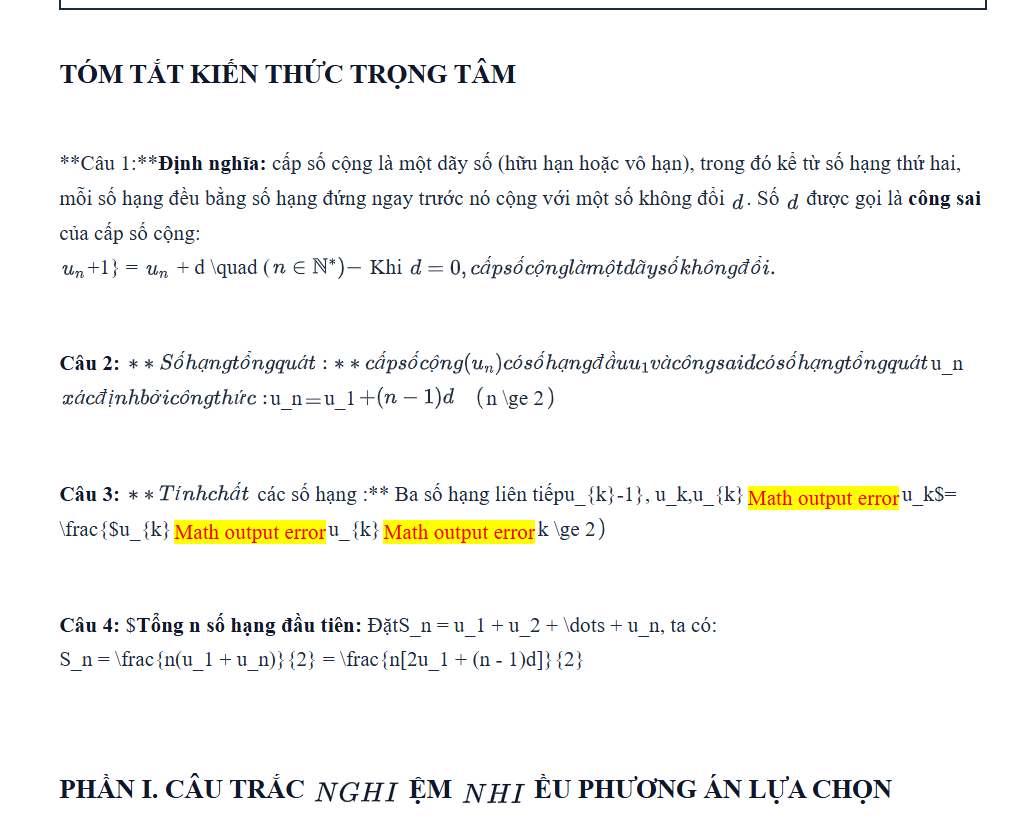 TÓM TẮT KIẾN THỨC TRỌNG TÂM
**Câu 1:**Định nghĩa: cấp số cộng là một dãy số (hữu hạn hoặc vô hạn), trong đó kể từ số hạng thứ hai,
mỗi số hạng đều bằng số hạng đứng ngay trước nó cộng với một số không đổi d. Số d được gọi là công sai
của cấp số cộng:
uₙ+1} = uₙ + d \quad (n ∈ ℕ*)− Khi d = 0, cấpsốcộnglàmộtdãysốkhôngđổi.
Câu 2: ∗ ∗ Sốhạngtổngquát : ∗ ∗ cấpsốcộng(uₙ)cósốhạngđầuu₁vàcôngsaidcósốhạngtổngquátu_n
xácđịnhbởicôngthức :u_n=u_1+(n − 1)d (n \ge 2)
Câu 3: ∗ ∗ Tínhchất các số hạng :** Ba số hạng liên tiếpu_{k}-1}, u_k,u_{k} Math output error u_k$=
\frac{$u_{k} Math output error u_{k} Math output error k \ge 2)
Câu 4: $Tổng n số hạng đầu tiên: ĐặtS_n = u_1 + u_2 + \dots + u_n, ta có:
S_n = \frac{n(u_1 + u_n)}{2} = \frac{n[2u_1 + (n - 1)d]}{2}
PHẦN I. CÂU TRẮC NGHI ỆM NHI ỀU PHƯƠNG ÁN LỰA CHỌN